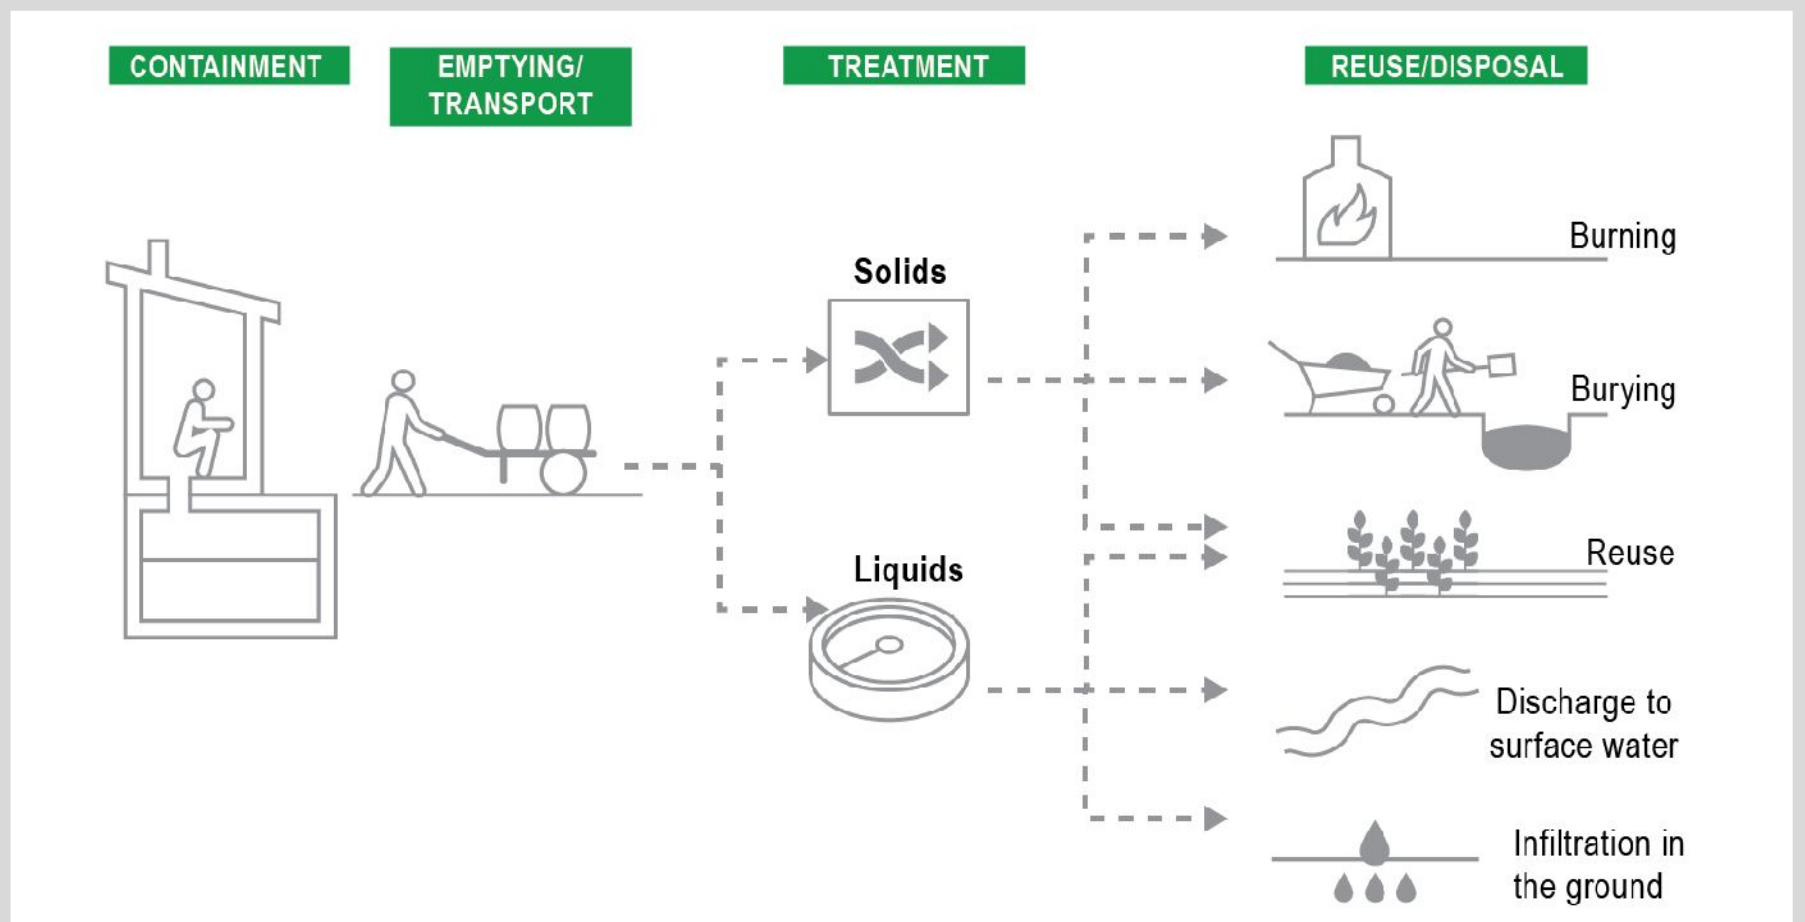 CONTAINMENT
EMPTYING/
TRANSPORT
TREATMENT
REUSE/DISPOSAL
Solids
Liquids
Burning
Burying
Reuse
Discharge to
surface water
Infiltration in
the ground